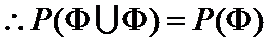 ∴ P(Φ ⋃ Φ) = P(Φ)